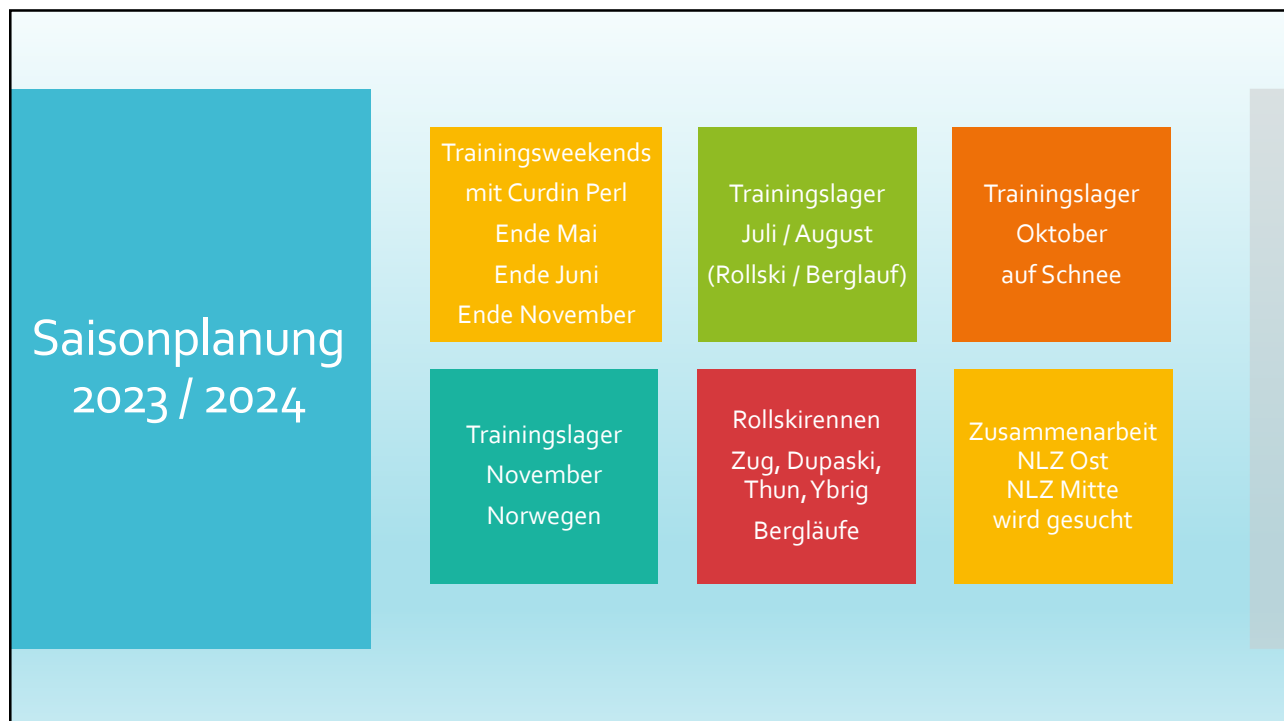 Saisonplanung
2023 / 2024
Trainingsweekends
mit Curdin Perl
Ende Mai
Ende Juni
Ende November
Trainingslager
Juli / August
(Rollski / Berglauf)
Trainingslager
Oktober
auf Schnee
Trainingslager
November
Norwegen
Rollskirennen
Zug, Dupaski,
Thun, Ybrig
Bergläufe
Zusammenarbeit
NLZ Ost
NLZ Mitte
wird gesucht